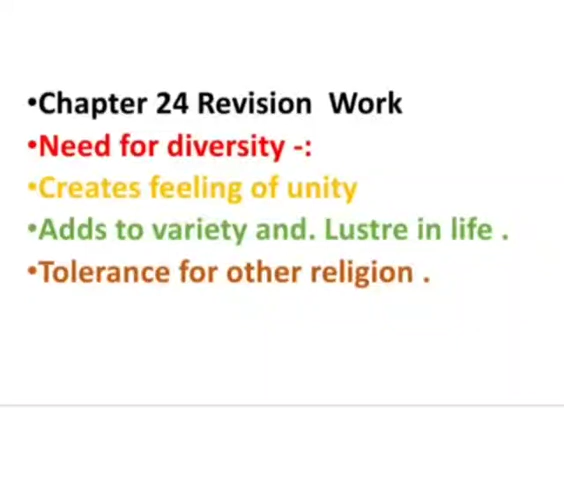 •Chapter 24 Revision  Work
•Need for diversity -:
•Creates feeling of unity
•Adds to variety and. Lustre in life .
•Tolerance for other religion .